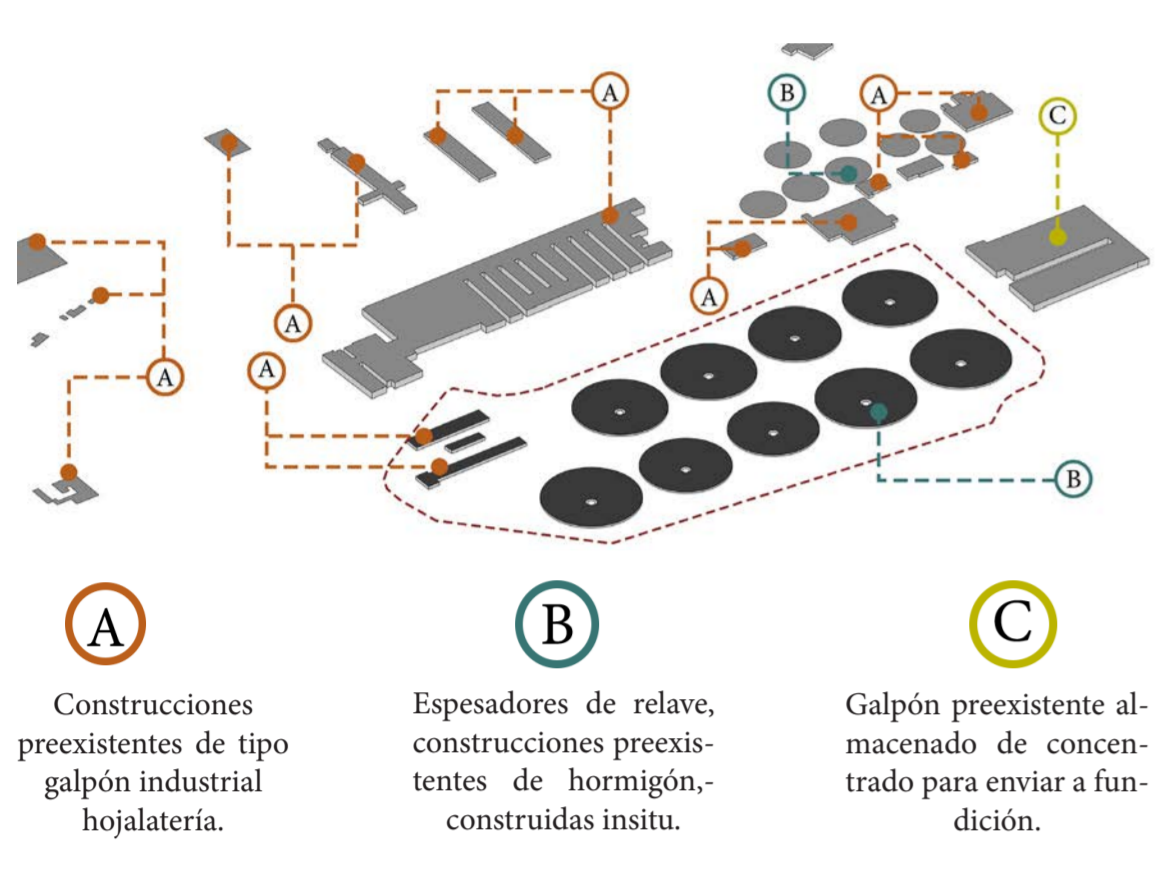 A
B
A
C
A
A
A
A
B
A
B
C
Construcciones
preexistentes de tipo
galpón industrial
hojalatería.
Espesadores de relave,
construcciones preexis-
tentes de hormigón,-
construidas insitu.
Galpón preexistente al-
macenado de concen-
trado para enviar a fun-
dición.